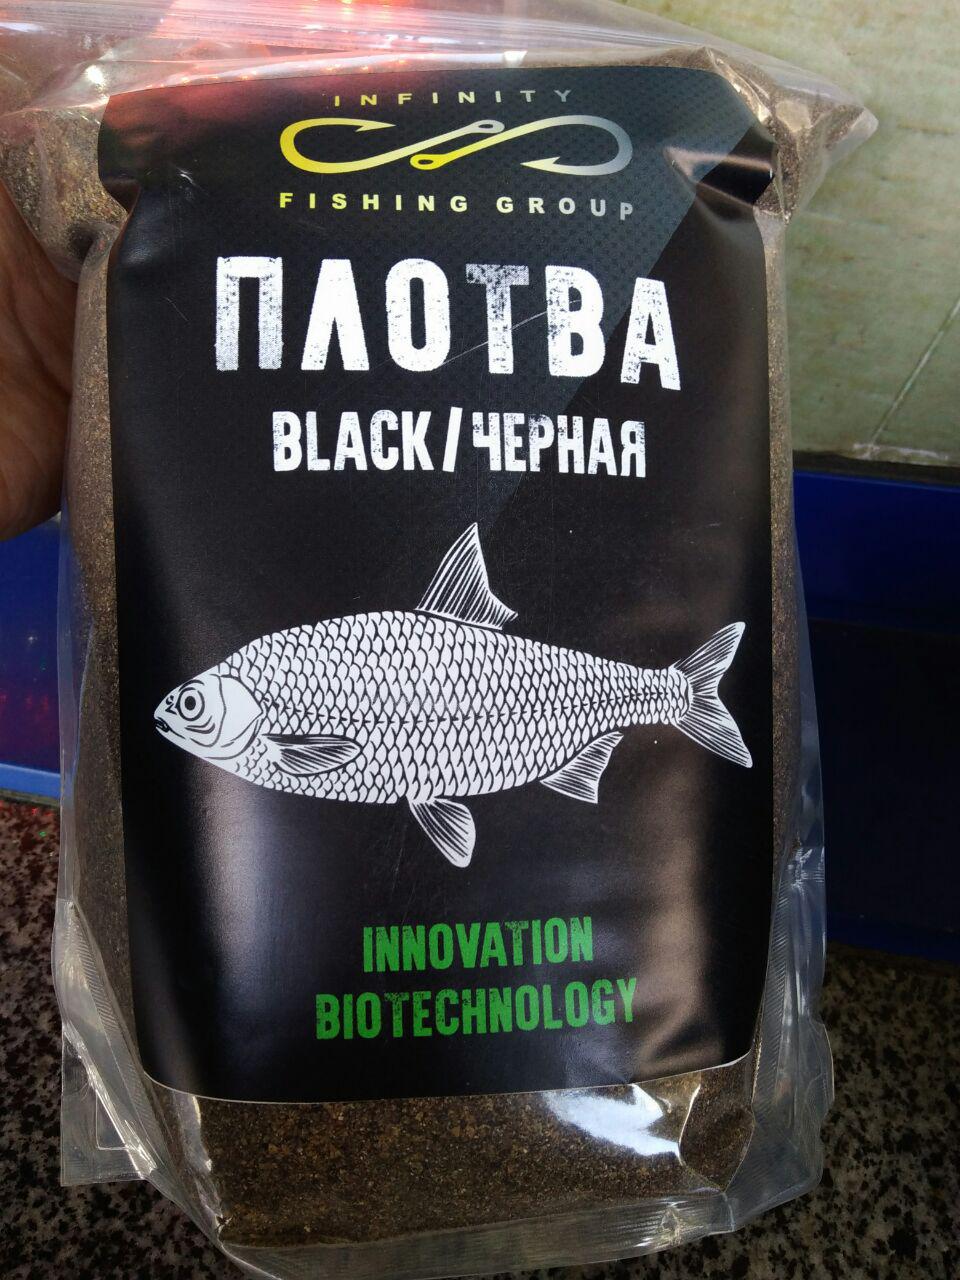 INFINITY
FISHING GROUP
ПЛОТВА
BLACK/ЧЕРНАЯ
INNOVATION
BIOTECHNOLOGY